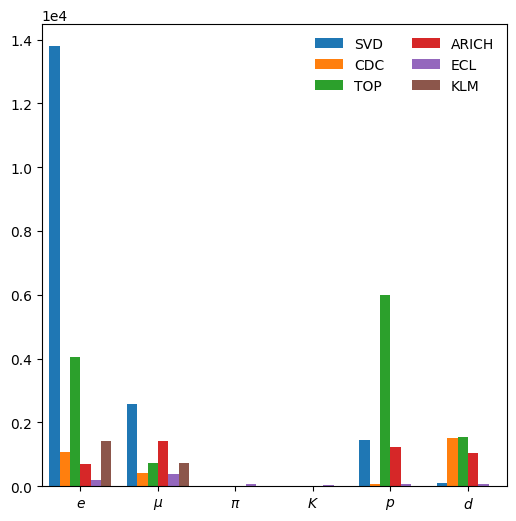 1e4
1.4
1.2
1.0
0.8
0.6
0.4
0.2
0.0
SVD
CDC
TOP
ARICH
ECL
KLM
e μ π K p d